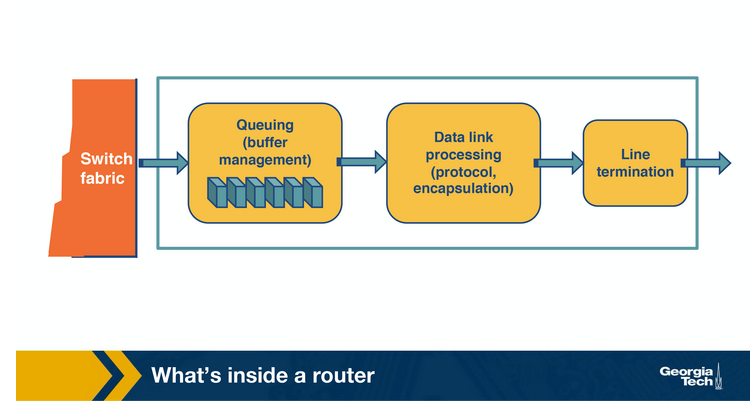 Switch
fabric
Queuing
(buffer
management)
Data link
processing
(protocol,
encapsulation)
Line
termination
What’s inside a router
Georgia
Tech